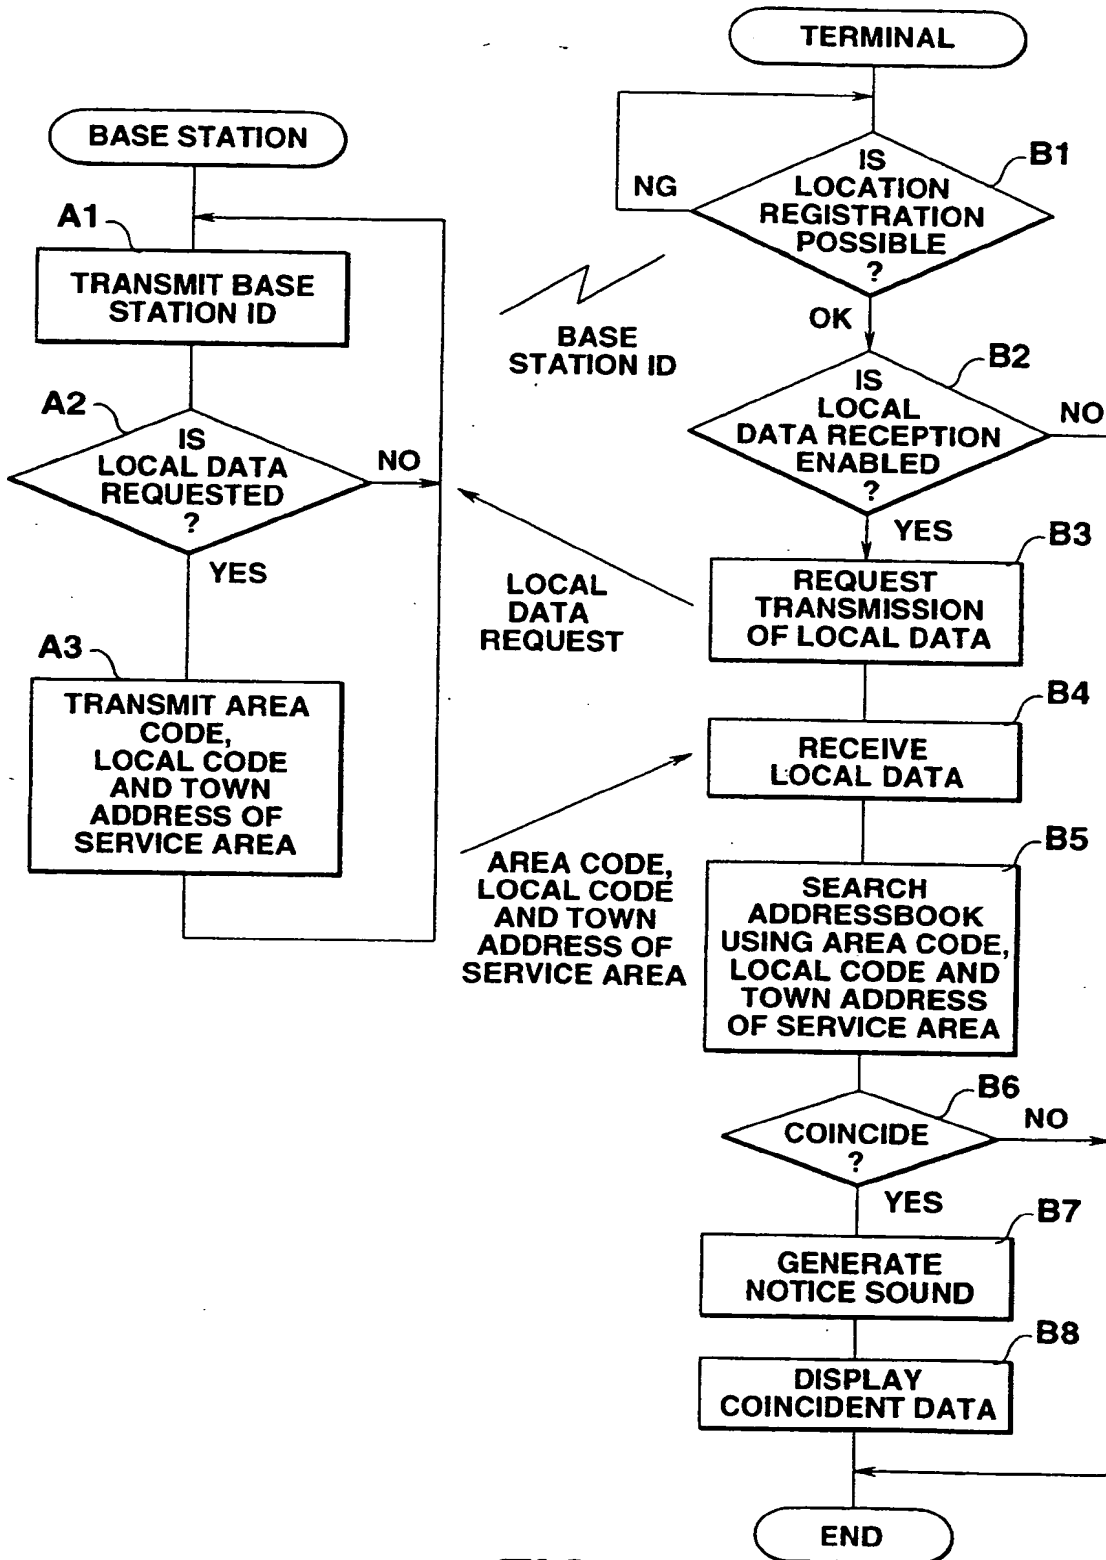 BASE STATION
A1
TRANSMIT BASE
STATION ID
A2
IS
LOCAL DATA
REQUESTED
?
NO
YES
A3
TRANSMIT AREA
CODE,
LOCAL CODE
AND TOWN
ADDRESS OF
SERVICE AREA
BASE
STATION ID
LOCAL
DATA
REQUEST
AREA CODE,
LOCAL CODE
AND TOWN
ADDRESS OF
SERVICE AREA
TERMINAL
B1
IS
LOCATION
REGISTRATION
POSSIBLE
?
NG
OK
B2
IS
LOCAL
DATA RECEPTION
ENABLED
?
NO
YES
B3
REQUEST
TRANSMISSION
OF LOCAL DATA
B4
RECEIVE
LOCAL DATA
B5
SEARCH
ADDRESSBOOK
USING AREA CODE,
LOCAL CODE AND
TOWN ADDRESS
OF SERVICE AREA
B6
COINCIDE
?
NO
YES
B7
GENERATE
NOTICE SOUND
B8
DISPLAY
COINCIDENT DATA
END